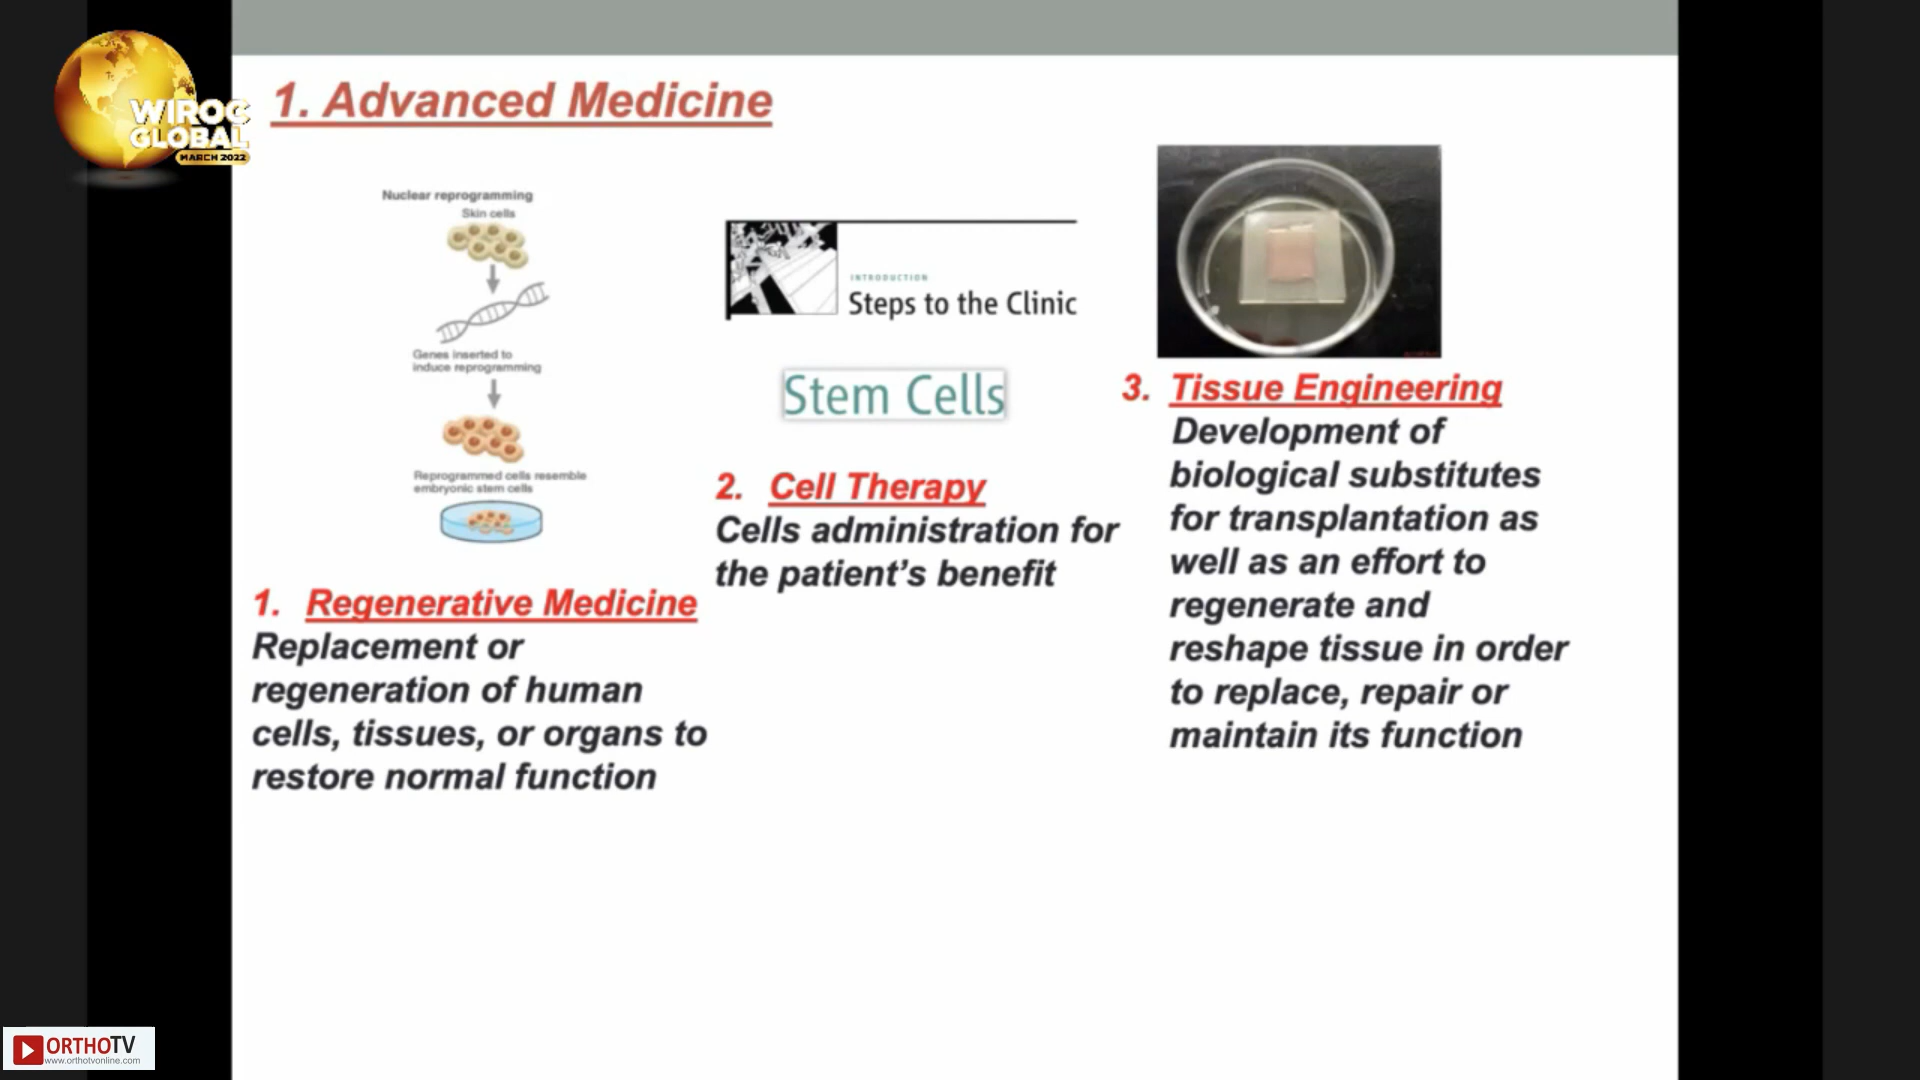 WIROC
GLOBAL
MARCH 2022
1. Advanced Medicine
Nuclear reprogramming
Skin cells
Genes inserted to
induce reprogramming
Reprogrammed cells resemble
embryonic stem cells
1. Regenerative Medicine
Replacement or
regeneration of human
cells, tissues, or organs to
restore normal function
INTRODUCTION
Steps to the Clinic
Stem Cells
2. Cell Therapy
Cells administration for
the patient’s benefit
3. Tissue Engineering
Development of
biological substitutes
for transplantation as
well as an effort to
regenerate and
reshape tissue in order
to replace, repair or
maintain its function
ORTHOTV
www.orthotvonline.com